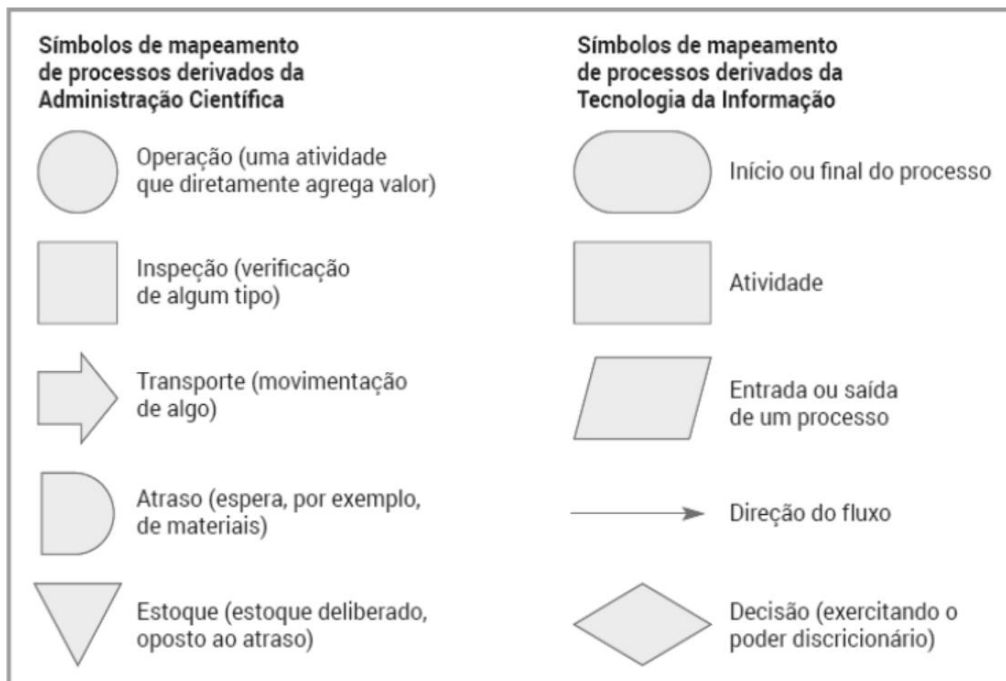 Símbolos de mapeamento
de processos derivados da
Administração Científica
Operação (uma atividade
que diretamente agrega valor)
Inspeção (verificação
de algum tipo)
Transporte (movimentação
de algo)
Atraso (espera, por exemplo,
de materiais)
Estoque (estoque deliberado,
oposto ao atraso)
Símbolos de mapeamento
de processos derivados da
Tecnologia da Informação
Início ou final do processo
Atividade
Entrada ou saída
de um processo
Direção do fluxo
Decisão (exercitando o
poder discricionário)